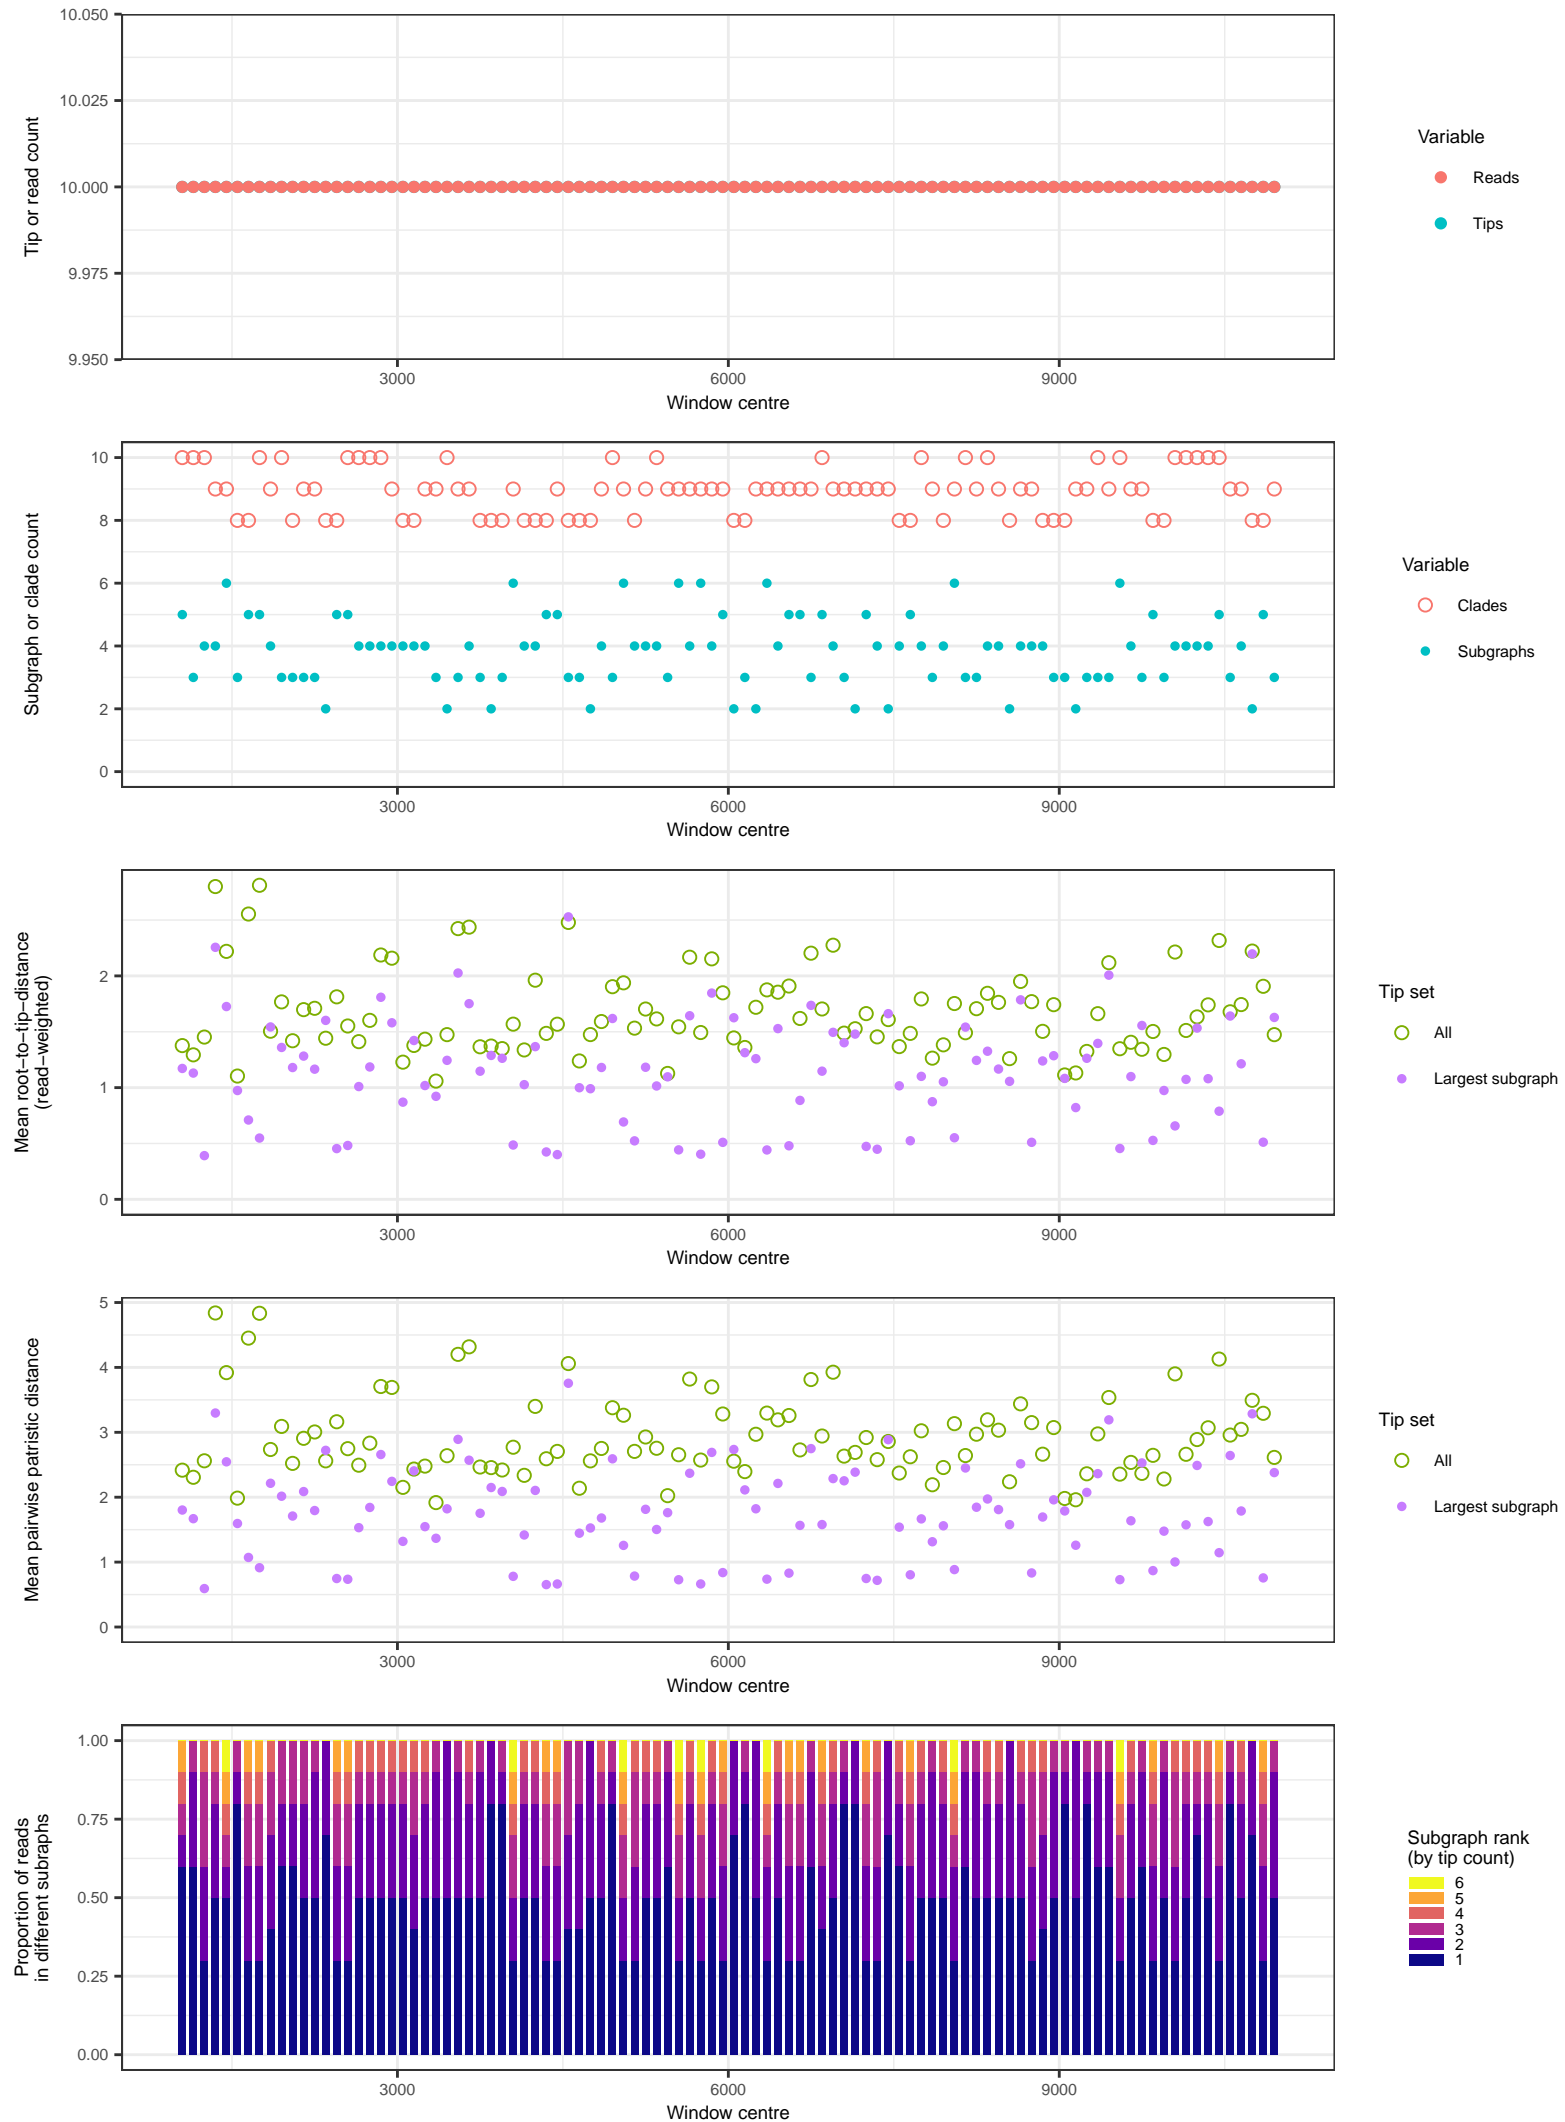 10.050
10.025
10.000
9.975
9.950
Tip or read count
3000 6000 9000
Window centre
Variable
Reads
Tips
10
8
6
4
2
0
Subgraph or clade count
3000 6000 9000
Window centre
Variable
Clades
Subgraphs
2
1
0
Mean root−to−tip−distance
(read−weighted)
3000 6000 9000
Window centre
Tip set
All
Largest subgraph
5
4
3
2
1
0
Mean pairwise patristic distance
3000 6000 9000
Window centre
Tip set
All
Largest subgraph
1.00
0.75
0.50
0.25
0.00
Proportion of reads
in different subraphs
3000 6000 9000
Window centre
Subgraph rank
(by tip count)
6
5
4
3
2
1